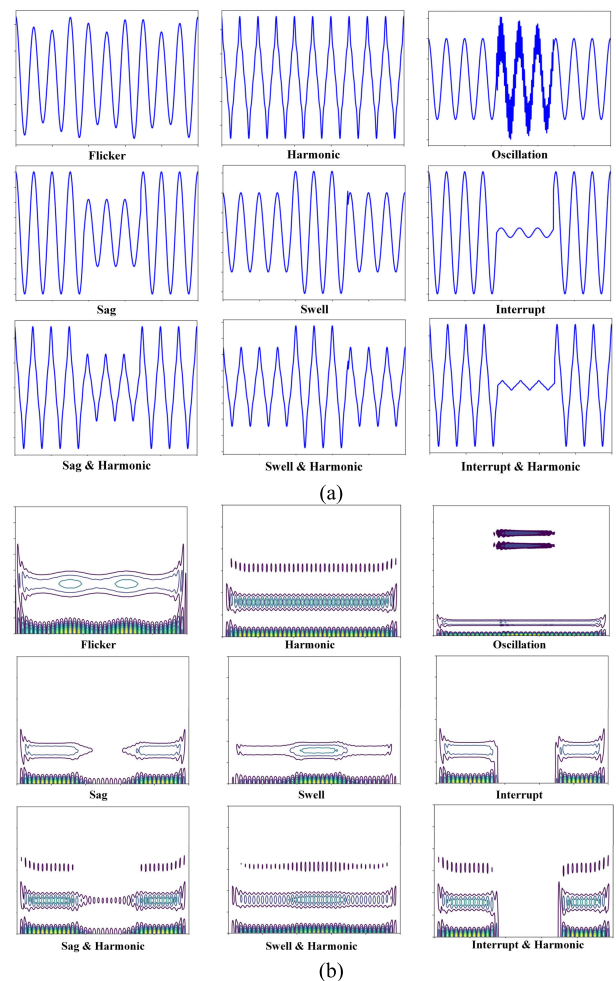 Flicker
Harmonic
Oscillation
Sag
Swell
Interrupt
Sag & Harmonic
Swell & Harmonic
Interrupt & Harmonic
(a)
Flicker
Harmonic
Oscillation
Sag
Swell
Interrupt
Sag & Harmonic
Swell & Harmonic
Interrupt & Harmonic
(b)